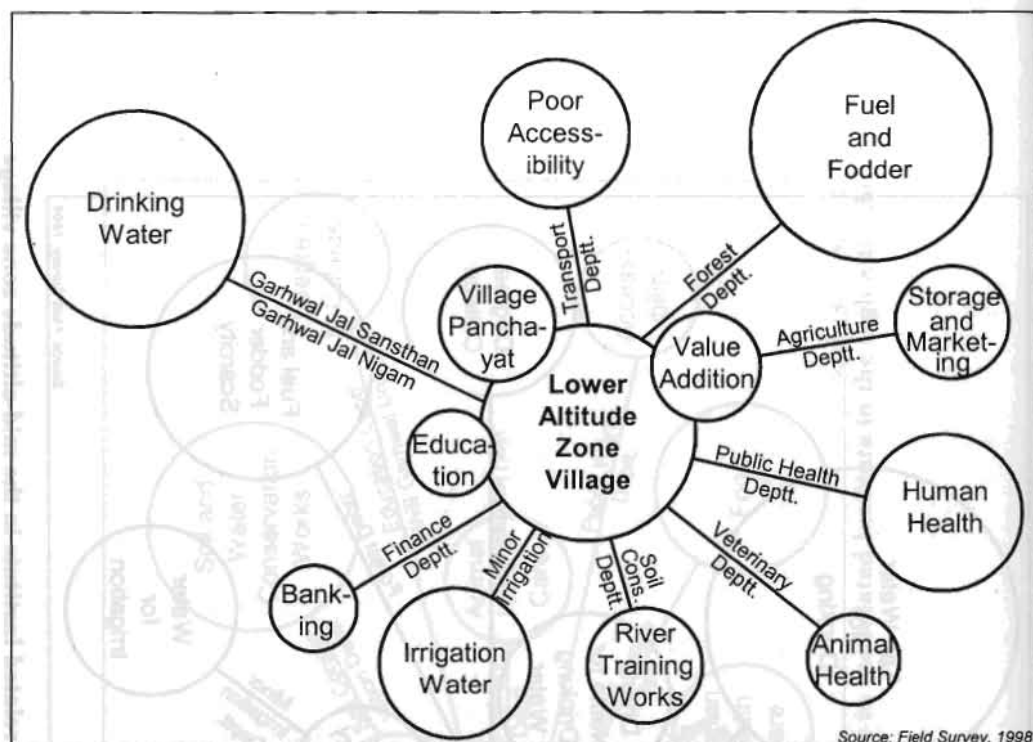 Poor
Access-
ibility
Fuel
and
Fodder
Drinking
Water
Transport
Deptt.
Forest
Deptt.
Garhwal Jal Sansthan
Garhwal Jal Nigam
Village
Pancha-
yat
Value
Addition
Agriculture
Deptt.
Storage
and
Market-
ing
Lower
Altitude
Zone
Village
Educa-
tion
Public Health
Deptt.
Human
Health
Finance
Deptt.
Bank-
ing
Minor
Irrigation
Irrigation
Water
Soil
Cons.
Deptt.
River
Training
Works
Veterinary
Deptt.
Animal
Health
Source: Field Survey, 1998